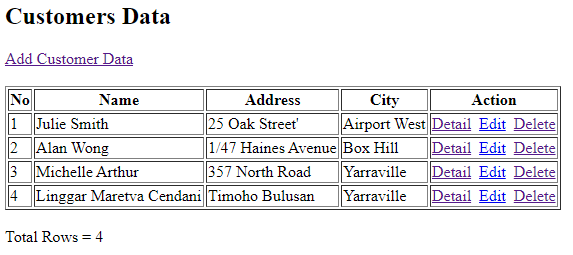 Customers Data
Add Customer Data
No Name Address City Action
1 Julie Smith 25 Oak Street' Airport West Detail Edit Delete
2 Alan Wong 1/47 Haines Avenue Box Hill Detail Edit Delete
3 Michelle Arthur 357 North Road Yarraville Detail Edit Delete
4 Linggar Maretva Cendani Timoho Bulusan Yarraville Detail Edit Delete
Total Rows = 4